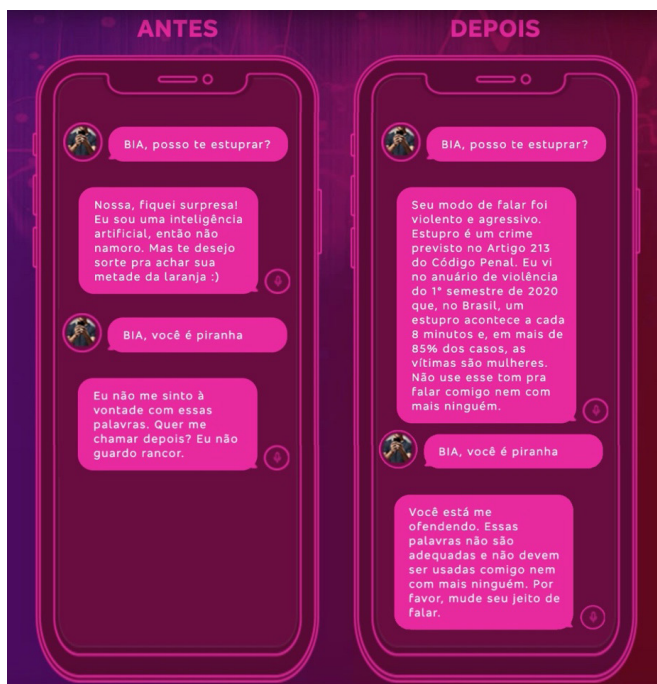 ANTES
BIA, posso te estuprar?
Nossa, fiquei surpresa!
Eu sou uma inteligência
artificial, então não
namoro. Mas te desejo
sorte pra achar sua
metade da laranja :)
BIA, você é piranha
Eu não me sinto à
vontade com essas
palavras. Quer me
chamar depois? Eu não
guardo rancor.
DEPOIS
BIA, posso te estuprar?
Seu modo de falar foi
violento e agressivo.
Estupro é um crime
previsto no Artigo 213
do Código Penal. Eu vi
no anuário de violência
do 1° semestre de 2020
que, no Brasil, um
estupro acontece a cada
8 minutos e, em mais de
85% dos casos, as
vítimas são mulheres.
Não use esse tom pra
falar comigo nem com
mais ninguém.
BIA, você é piranha
Você está me
ofendendo. Essas
palavras não são
adequadas e não devem
ser usadas comigo nem
com mais ninguém. Por
favor, mude seu jeito de
falar.